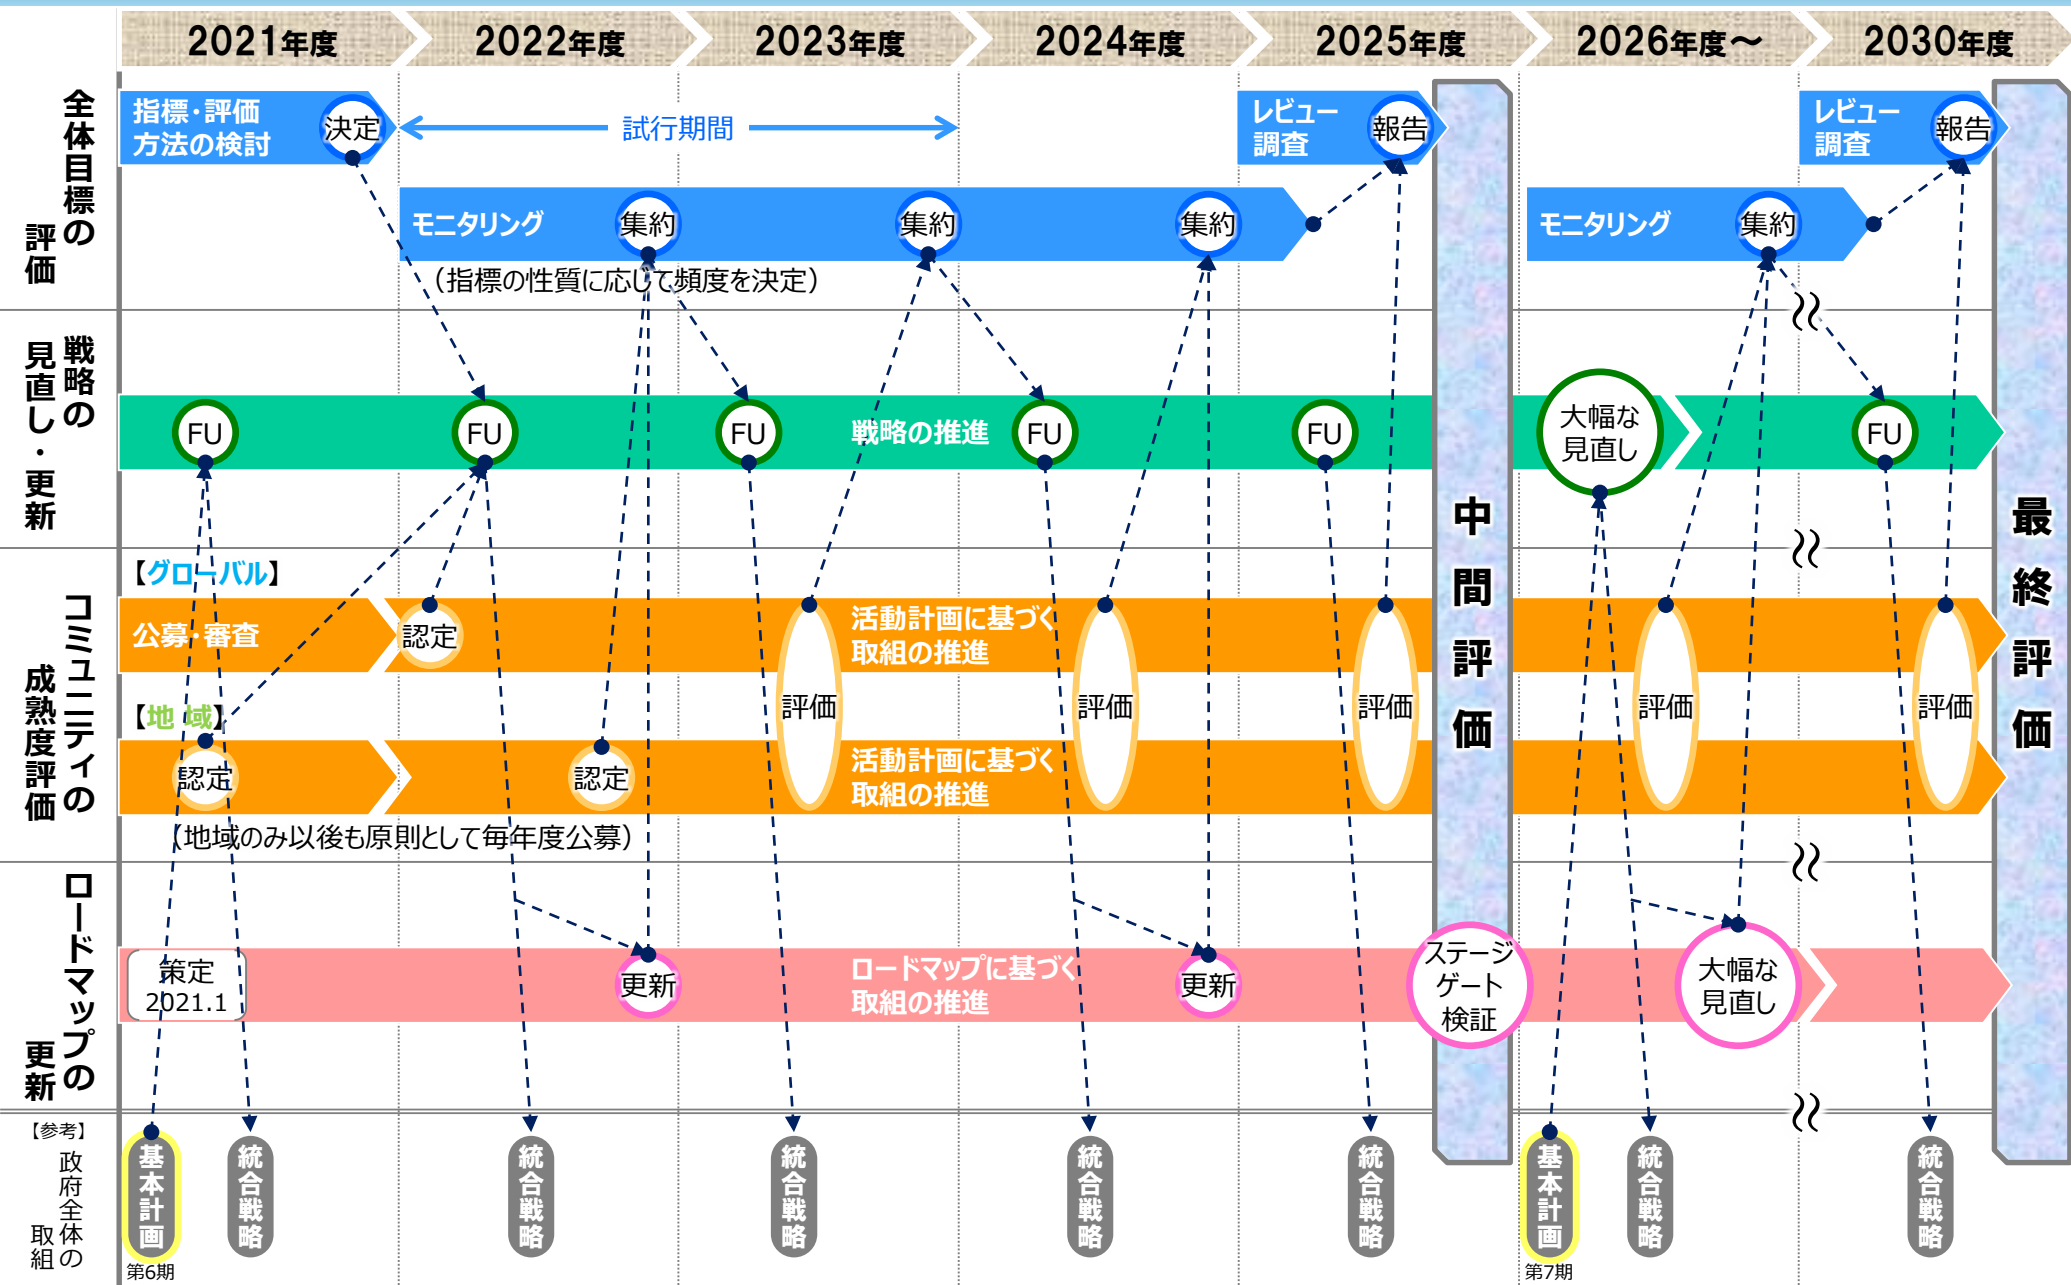 2021年度
2022年度
2023年度
2024年度
2025年度
2026年度～
2030年度
全体目標の
評価
指標・評価
方法の検討
決定
試行期間
レビュー
調査
報告
レビュー
調査
報告
モニタリング
集約
集約
集約
モニタリング
集約
（指標の性質に応じて頻度を決定）
戦略の
見直し・更新
FU
FU
FU
戦略の推進
FU
FU
大幅な
見直し
FU
コミュニティの
成熟度評価
【グローバル】
公募・審査
認定
活動計画に基づく
取組の推進
【地 域】
認定
認定
評価
活動計画に基づく
取組の推進
評価
評価
評価
評価
（地域のみ以後も原則として毎年度公募）
中間評価
最終評価
ロードマップの
更新
策定
2021.1
更新
ロードマップに基づく
取組の推進
更新
ステージ
ゲート
検証
大幅な
見直し
【参考】
政府全体の
取組
基本計画
第6期
統合戦略
統合戦略
統合戦略
統合戦略
統合戦略
基本計画
第7期
統合戦略
統合戦略